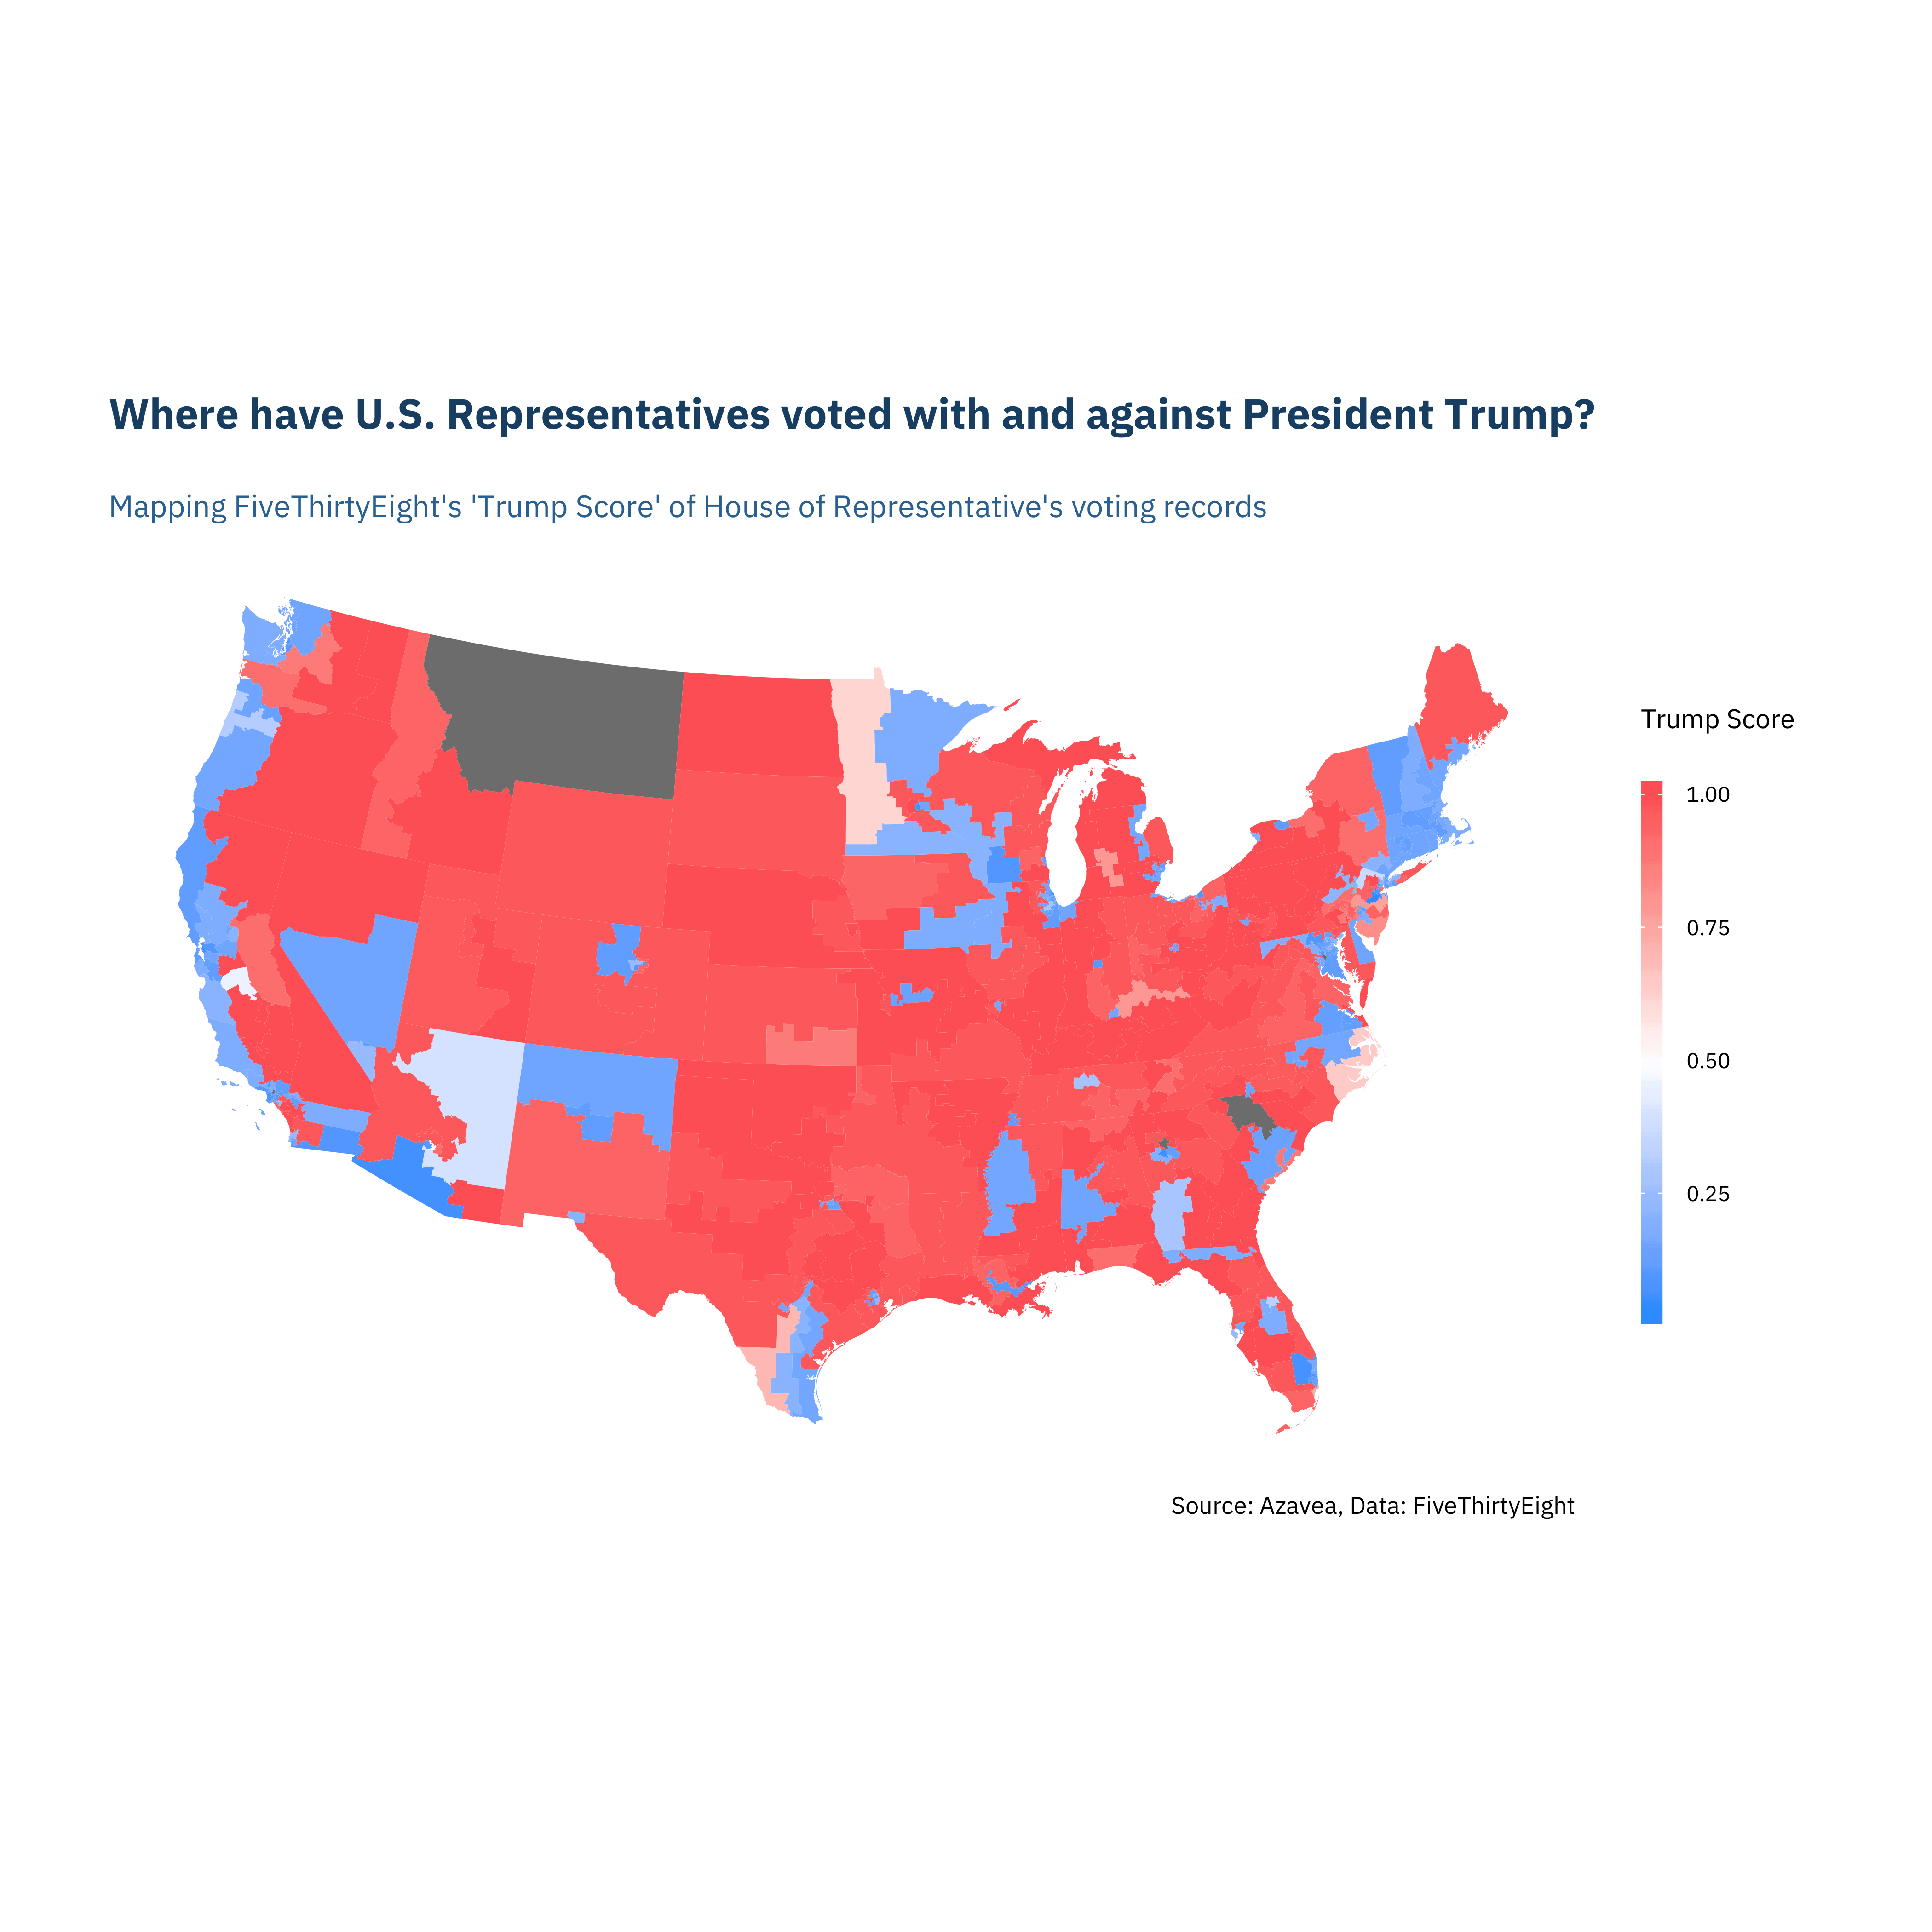 Where have U.S. Representatives voted with and against President Trump?
Mapping FiveThirtyEight's 'Trump Score' of House of Representative's voting records
Trump Score
1.00
0.75
0.50
0.25
Source: Azavea, Data: FiveThirtyEight